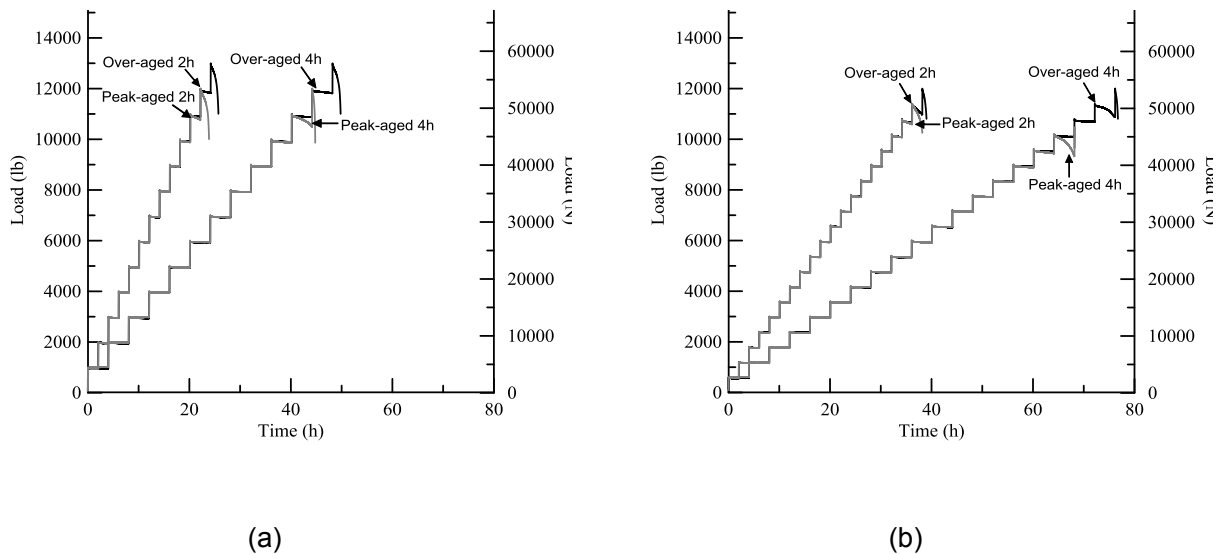 14000
12000
10000
8000
6000
4000
2000
0
Load (lb)
60000
50000
40000
30000
20000
10000
0
Load (N)
Over-aged 2h
Peak-aged 2h
Over-aged 4h
Peak-aged 4h
0 20 40 60 80
Time (h)
(a)
14000
12000
10000
8000
6000
4000
2000
0
Load (lb)
60000
50000
40000
30000
20000
10000
0
Load (N)
Over-aged 2h
Peak-aged 2h
Over-aged 4h
Peak-aged 4h
0 20 40 60 80
Time (h)
(b)